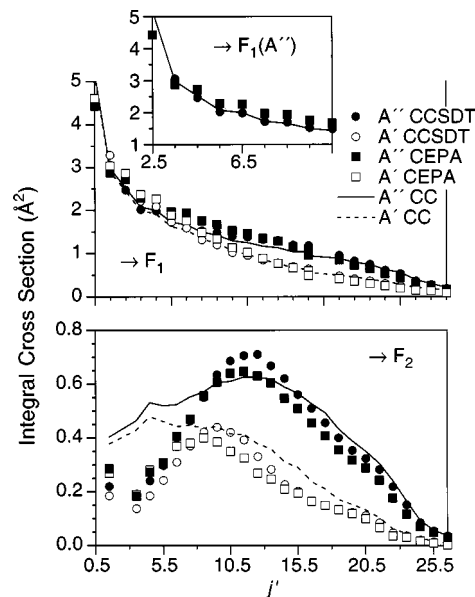 → F₁(A´´)
5
4
3
2
1
2.5 6.5
● A´´ CCSDT
○ A´ CCSDT
■ A´´ CEPA
□ A´ CEPA
— A´´ CC
--- A´ CC
5
4
3
2
1
0
→ F₁
Integral Cross Section (Å²)
0.8
0.6
0.4
0.2
0.0
→ F₂
0.5 5.5 10.5 15.5 20.5 25.5
j'